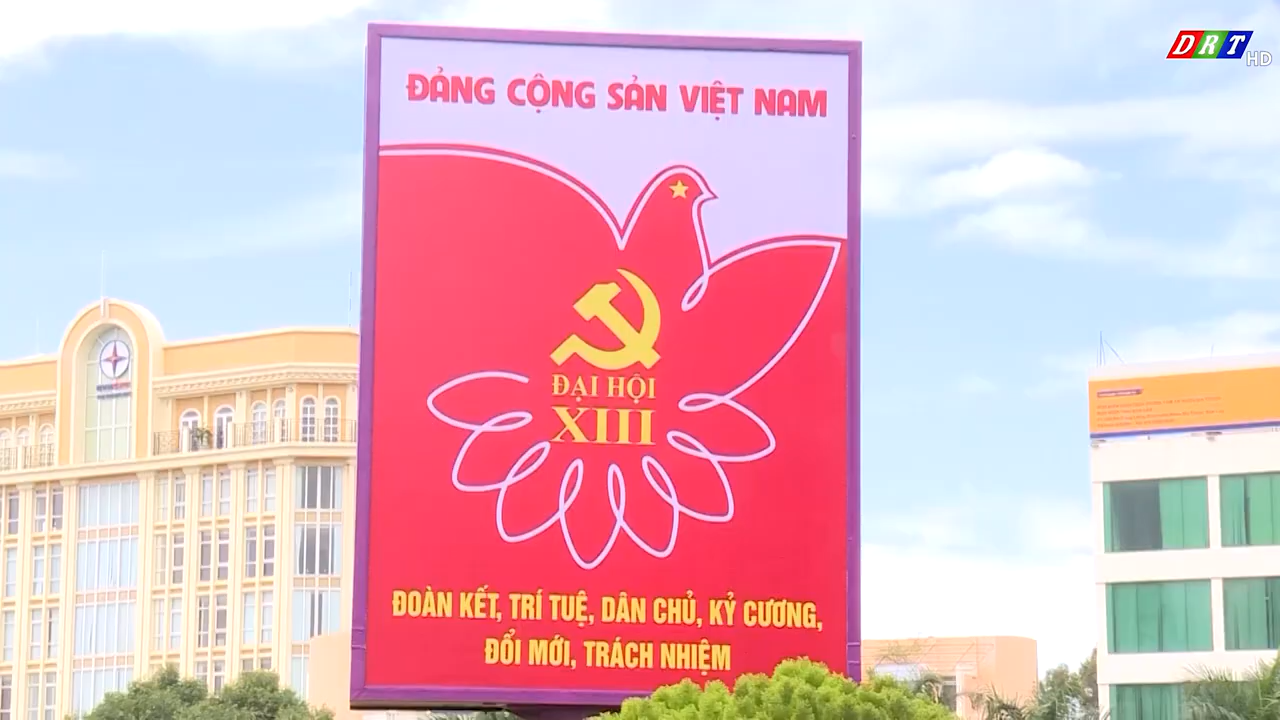 DRT HD
ĐẢNG CỘNG SẢN VIỆT NAM
ĐẠI HỘI
XIII
ĐOÀN KẾT, TRÍ TUỆ, DÂN CHỦ, KỶ CƯƠNG,
ĐỔI MỚI, TRÁCH NHIỆM